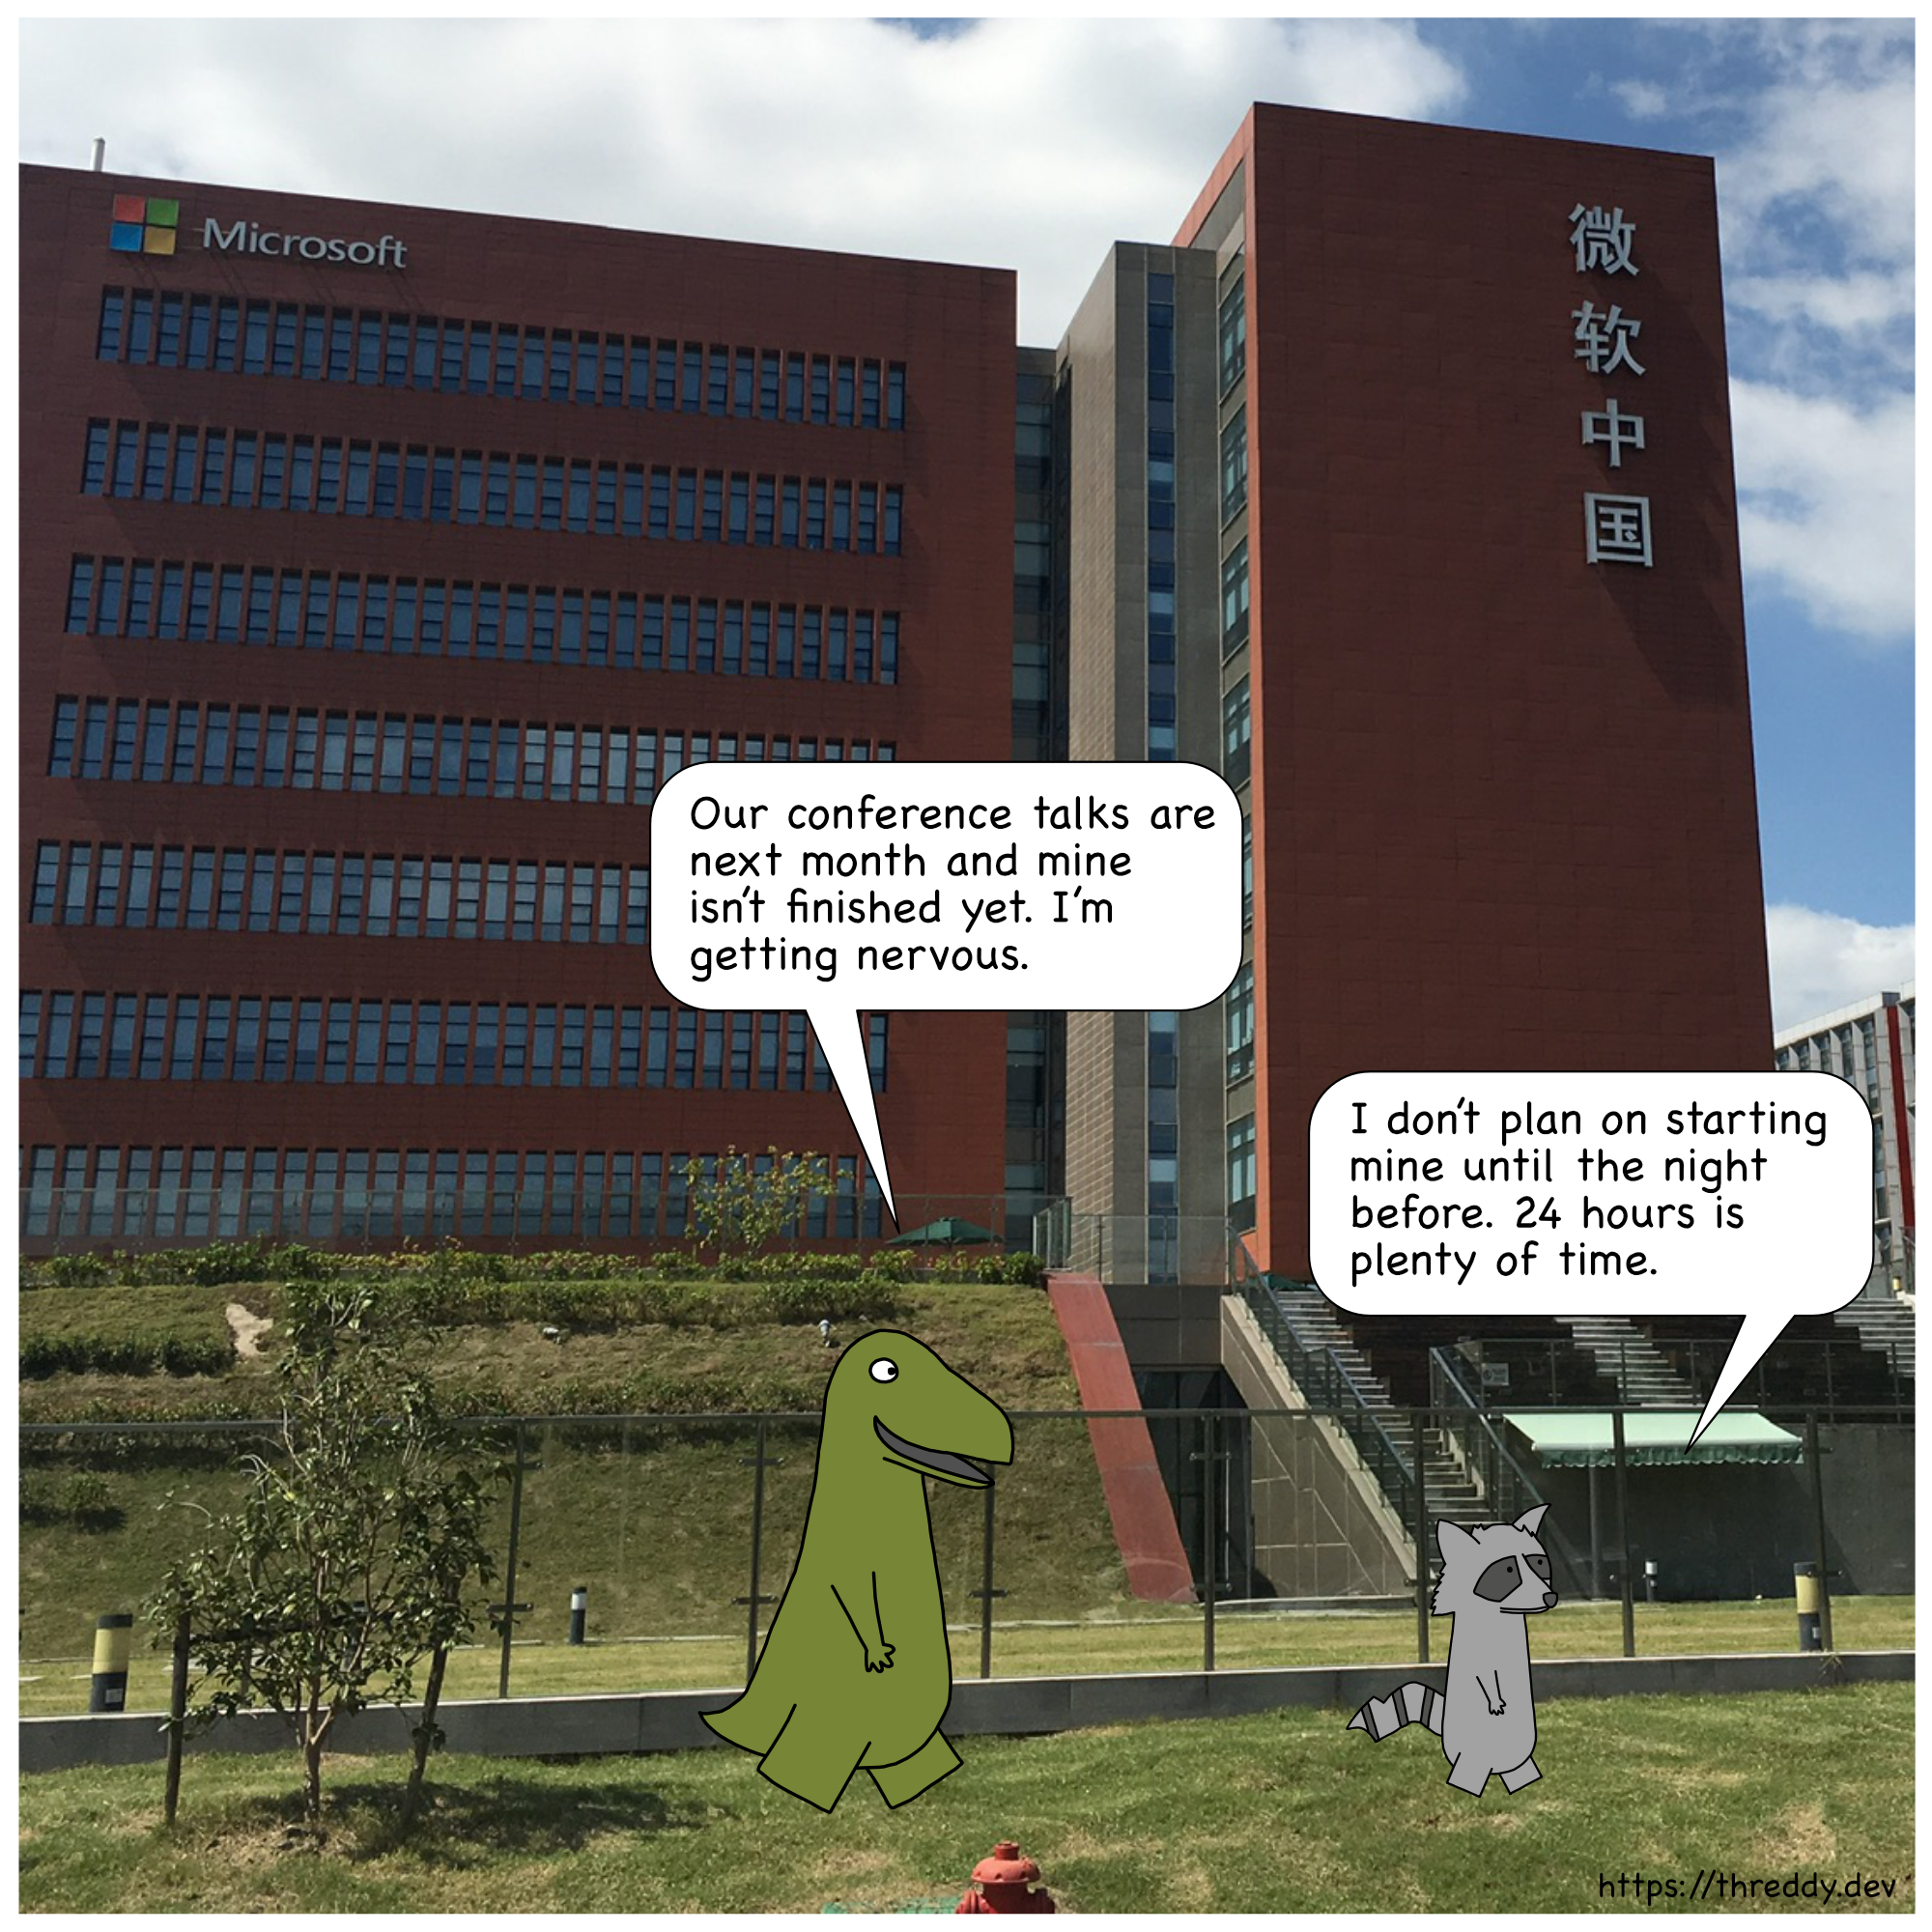 Microsoft
微
软
中
国
Our conference talks are
next month and mine
isn't finished yet. I'm
getting nervous.
I don't plan on starting
mine until the night
before. 24 hours is
plenty of time.
https://threddy.dev